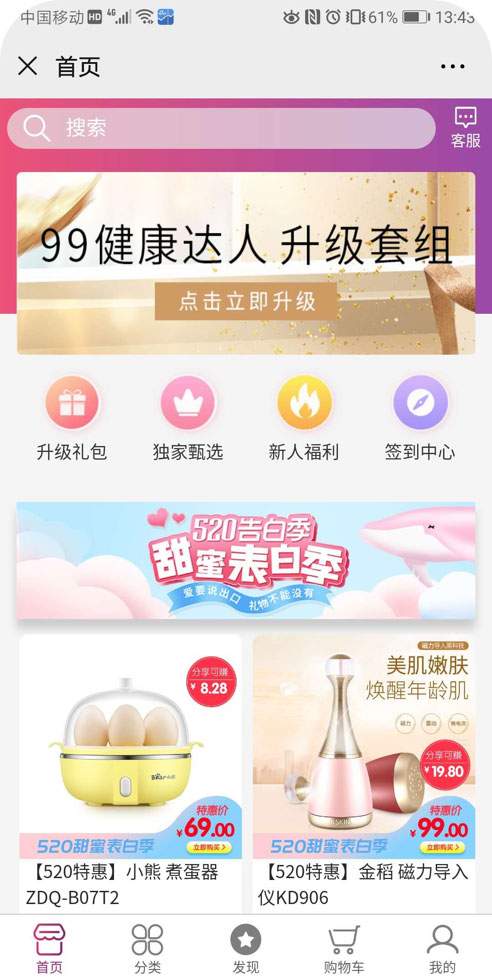 中国移动 HD 4G 61% 13:43
首页
搜索
客服
99健康达人 升级套组
点击立即升级
升级礼包 独家甄选 新人福利 签到中心
520告白季
甜蜜表白季
爱要说出口 礼物不能没有
分享可赚
¥8.28
Bear小熊
特惠价
¥69.00
520甜蜜表白季
立即购买
【520特惠】小熊 煮蛋器
ZDQ-B07T2
磁力导入黑科技
美肌嫩肤
焕醒年龄肌
磁力
震动
微电流
分享可赚
¥19.80
K·SKIN
特惠价
¥99.00
520甜蜜表白季
立即购买
【520特惠】金稻 磁力导入
仪KD906
首页 分类 发现 购物车 我的